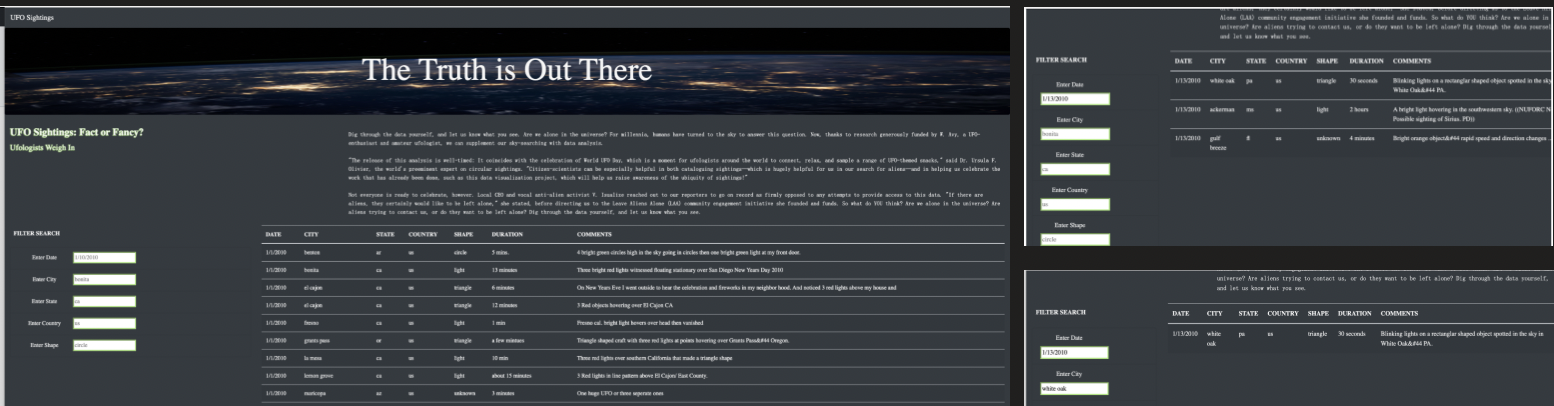 UFO Sightings
The Truth is Out There
UFO Sightings: Fact or Fancy?
Ufologists Weigh In
Dig through the data yourself, and let us know what you see. Are we alone in the universe? For millennia, humans have turned to the sky to answer this question. Now, thanks to research generously funded by W. Avy, a UFO-
enthusiast and amateur ufologist, we can supplement our sky-searching with data analysis.
"The release of this analysis is well-timed: It coincides with the celebration of World UFO Day, which is a moment for ufologists around the world to connect, relax, and sample a range of UFO-themed snacks," said Dr. Ursula F.
Olivier, the world's preeminent expert on circular sightings. "Citizen-scientists can be especially helpful in both cataloguing sightings—which is hugely helpful for us in our search for aliens—and in helping us celebrate the
work that has already been done, such as this data visualization project, which will help us raise awareness of the ubiquity of sightings!"
Not everyone is ready to celebrate, however. Local CEO and vocal anti-alien activist V. Isualize reached out to our reporters to go on record as firmly opposed to any attempts to provide access to this data. "If there are
aliens, they certainly would like to be left alone," she stated, before directing us to the Leave Aliens Alone (LAA) community engagement initiative she founded and funds. So what do YOU think? Are we alone in the universe? Are
aliens trying to contact us, or do they want to be left alone? Dig through the data yourself, and let us know what you see.
FILTER SEARCH
Enter Date 1/10/2010
Enter City bonita
Enter State ca
Enter Country us
Enter Shape circle
DATE CITY STATE COUNTRY SHAPE DURATION COMMENTS
1/1/2010 benton ar us circle 5 mins. 4 bright green circles high in the sky going in circles then one bright green light at my front door.
1/1/2010 bonita ca us light 13 minutes Three bright red lights witnessed floating stationary over San Diego New Years Day 2010
1/1/2010 el cajon ca us triangle 6 minutes On New Years Eve I went outside to hear the celebration and fireworks in my neighbor hood. And noticed 3 red lights above my house and
1/1/2010 el cajon ca us triangle 12 minutes 3 Red objects hovering over El Cajon CA
1/1/2010 fresno ca us light 1 min Fresno cal. bright light hovers over head then vanished
1/1/2010 grants pass or us triangle a few minutues Triangle shaped craft with three red lights at points hovering over Grants Pass&#44 Oregon.
1/1/2010 la mesa ca us light 10 min Three red lights over southern California that made a triangle shape
1/1/2010 lemon grove ca us light about 15 minutes 3 Red lights in line pattern above El Cajon/ East County.
1/1/2010 maricopa az us unknown 3 minutes One huge UFO or three seperate ones
Alone (LAA) community engagement initiative she founded and funds. So what do YOU think? Are we alone in
universe? Are aliens trying to contact us, or do they want to be left alone? Dig through the data yoursel
and let us know what you see.
FILTER SEARCH
Enter Date
1/13/2010
Enter City
bonita
Enter State
ca
Enter Country
us
Enter Shape
circle
DATE CITY STATE COUNTRY SHAPE DURATION COMMENTS
1/13/2010 white oak pa us triangle 30 seconds Blinking lights on a rectanglar shaped object spotted in the sky
White Oak&#44 PA.
1/13/2010 ackerman ms us light 2 hours A bright light hovering in the southwestern sky. ((NUFORC N
Possible sighting of Sirius. PD))
1/13/2010 gulf breeze fl us unknown 4 minutes Bright orange object&#44 rapid speed and direction changes ..
universe? Are aliens trying to contact us, or do they want to be left alone? Dig through the data yourself,
and let us know what you see.
FILTER SEARCH
Enter Date
1/13/2010
Enter City
white oak
DATE CITY STATE COUNTRY SHAPE DURATION COMMENTS
1/13/2010 white oak pa us triangle 30 seconds Blinking lights on a rectanglar shaped object spotted in the sky in
White Oak&#44 PA.